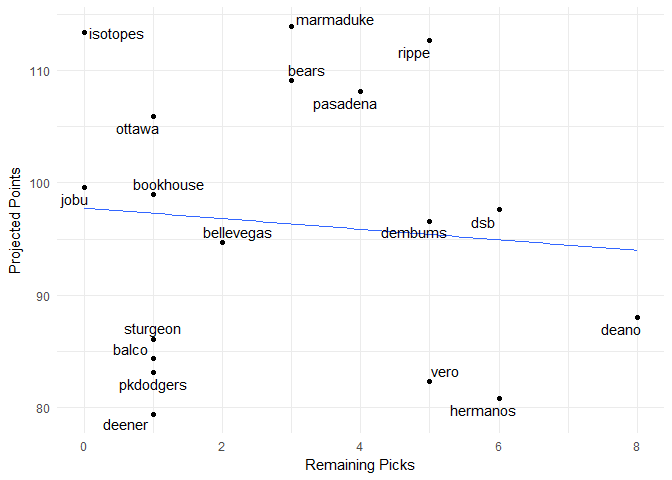 marmaduke
isotopes
rippe
110
bears
pasadena
ottawa
100
bookhouse
jobu
dsb
bellevegas
dembums
Projected Points
90
sturgeon
deano
balco
vero
pkdodgers
80
hermanos
deener
0 2 4 6 8
Remaining Picks